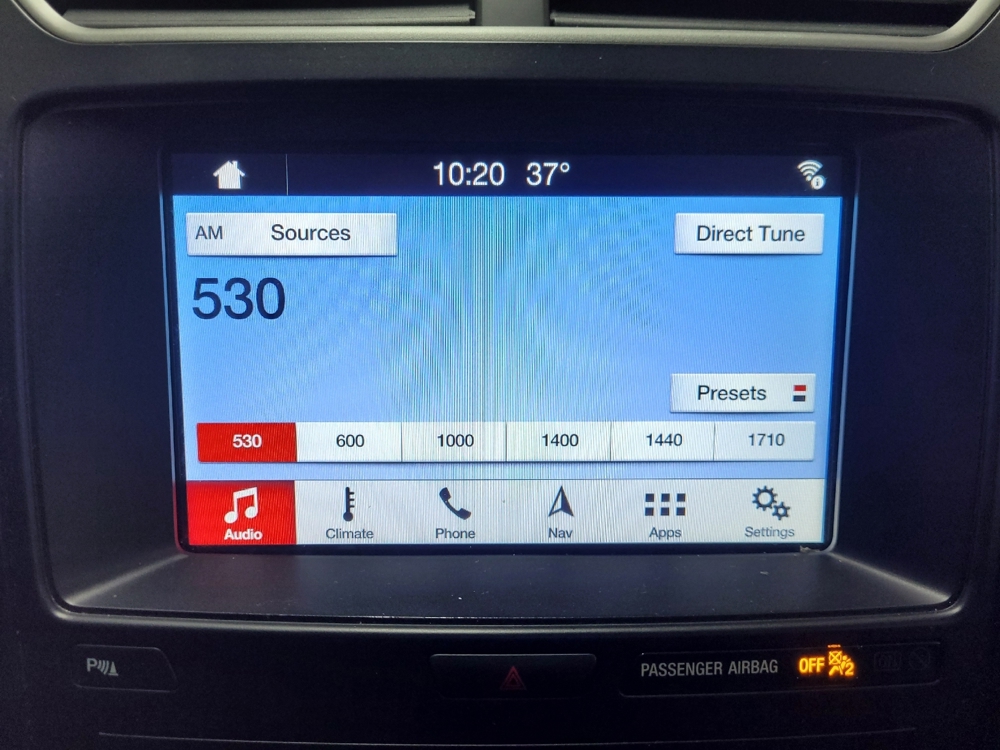 10:20 37°
AM Sources
Direct Tune
530
Presets
530 600 1000 1400 1440 1710
Audio Climate Phone Nav Apps Settings
P
PASSENGER AIRBAG OFF 2